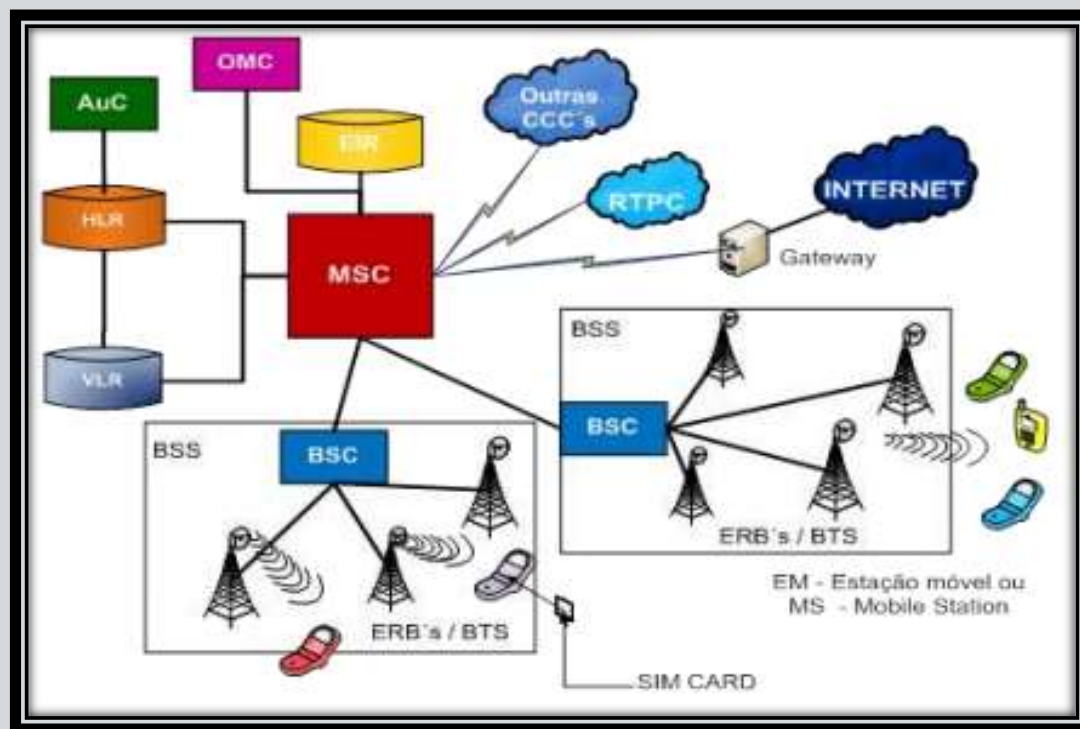 OMC
AuC
EIR
Outras
CCC´s
HLR
RTPC
INTERNET
MSC
Gateway
VLR
BSS
BSC
BSS
BSC
ERB´s / BTS
EM - Estação móvel ou
MS - Mobile Station
ERB´s / BTS
SIM CARD